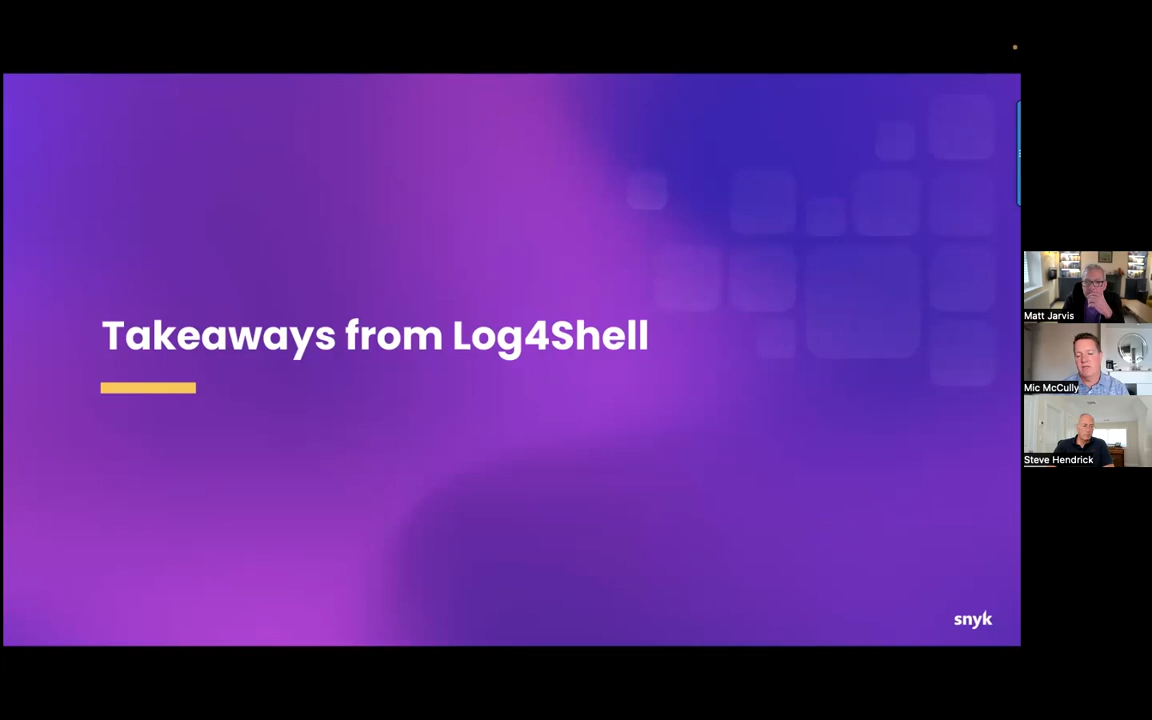 Takeaways from Log4Shell
snyk
Matt Jarvis
Mic McCully
Steve Hendrick